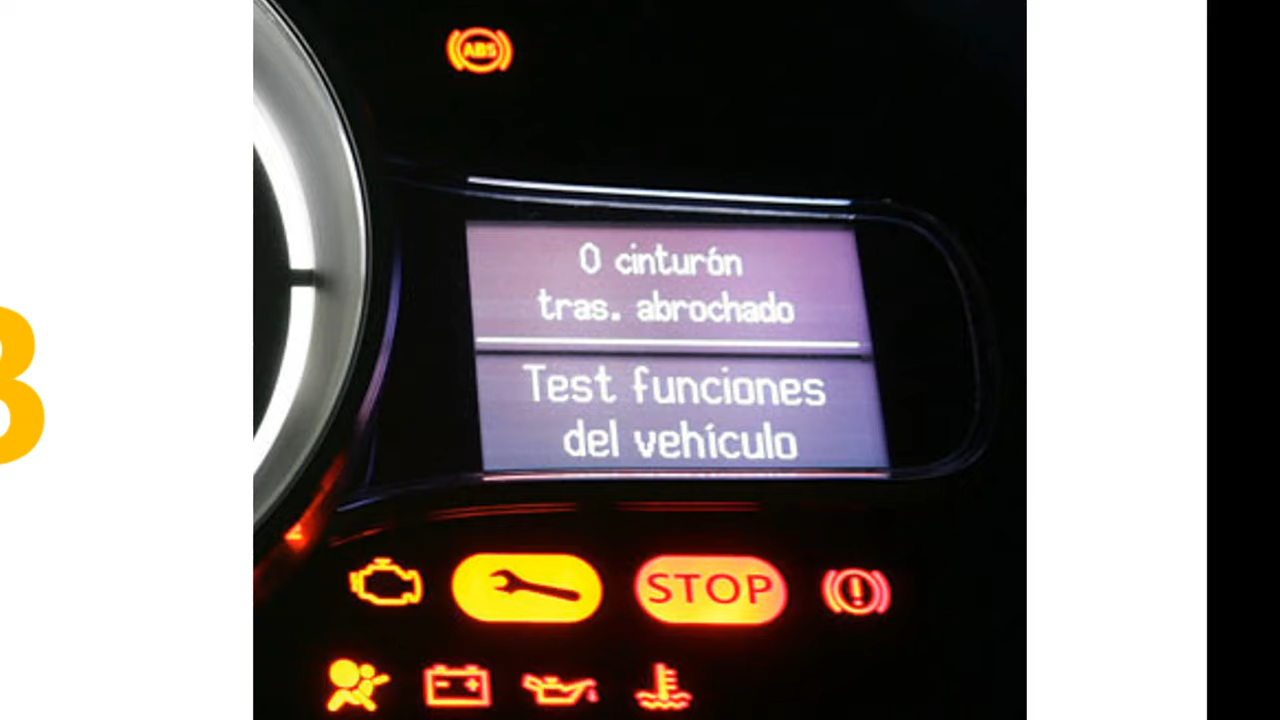 ABS
0 cinturón
tras. abrochado
Test funciones
del vehículo
STOP